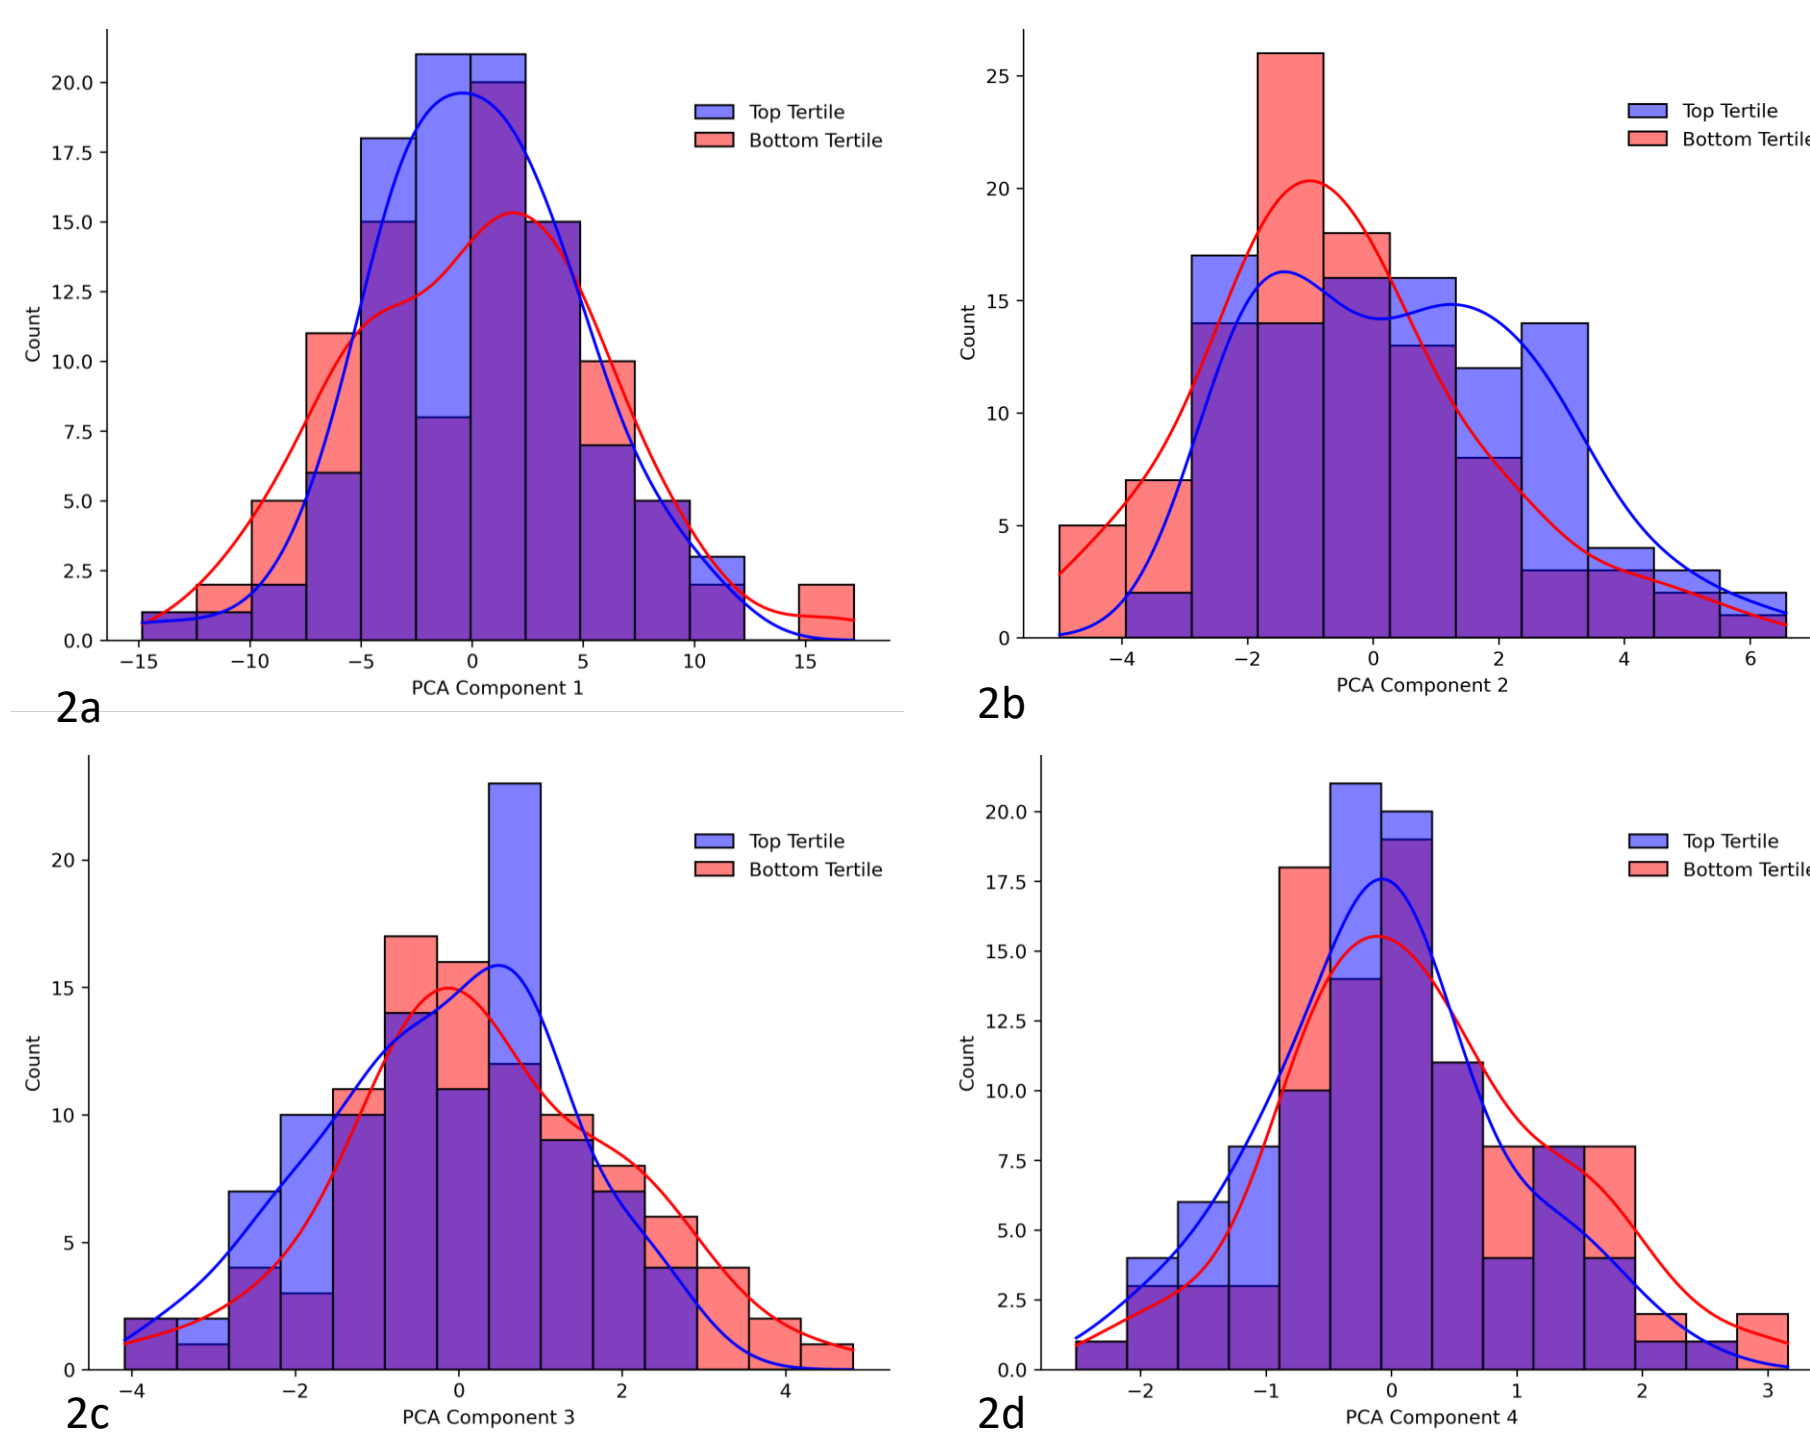 20.0
17.5
15.0
12.5
10.0
7.5
5.0
2.5
0.0
Count
Top Tertile
Bottom Tertile
−15 −10 −5 0 5 10 15
PCA Component 1
2a
25
20
15
10
5
0
Count
Top Tertile
Bottom Tertile
−4 −2 0 2 4 6
PCA Component 2
2b
20
15
10
5
0
Count
Top Tertile
Bottom Tertile
−4 −2 0 2 4
PCA Component 3
2c
20.0
17.5
15.0
12.5
10.0
7.5
5.0
2.5
0.0
Count
Top Tertile
Bottom Tertile
−2 −1 0 1 2 3
PCA Component 4
2d